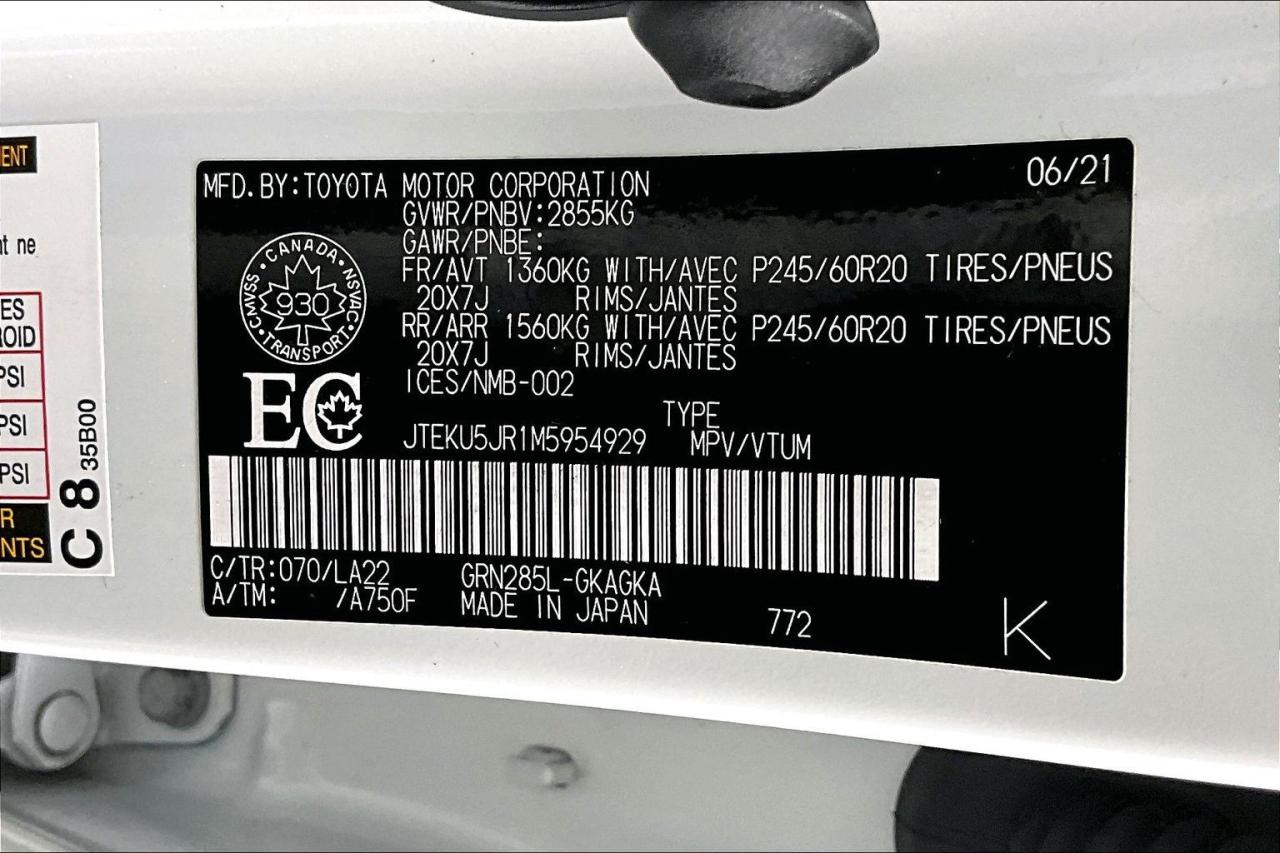 MFD. BY: TOYOTA MOTOR CORPORATION 06/21
GVWR/PNBV: 2855KG
GAWR/PNBE:
FR/AVT 1360KG WITH/AVEC P245/60R20 TIRES/PNEUS
20X7J RIMS/JANTES
RR/ARR 1560KG WITH/AVEC P245/60R20 TIRES/PNEUS
20X7J RIMS/JANTES
ICES/NMB-002
CANADA
CMVSS NSVAC
930
TRANSPORT
EC
TYPE
JTEKU5JR1M5954929 MPV/VTUM
C/TR: 070/LA22 GRN285L-GKAGKA
A/TM: /A750F MADE IN JAPAN
772
K
ne
PSI
PSI
PSI
C 8 35B00